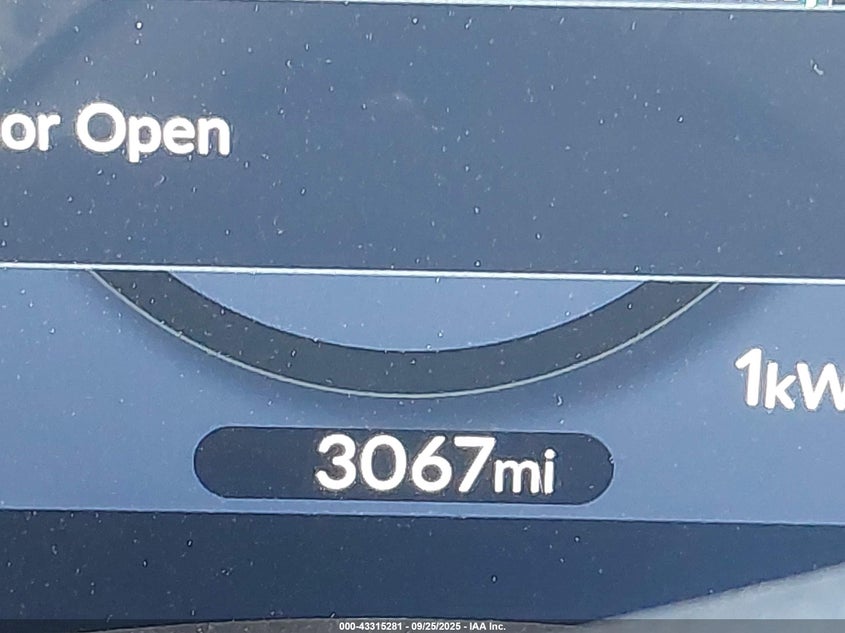 or Open
1kW
3067mi
000-43315281 - 09/25/2025 - IAA Inc.